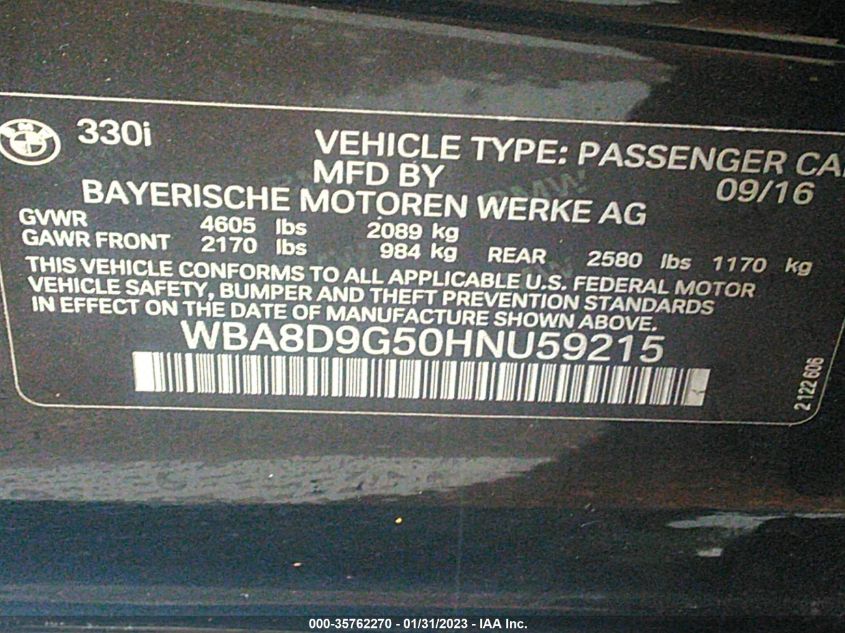 330i
VEHICLE TYPE: PASSENGER CAR
MFD BY
09/16
BAYERISCHE MOTOREN WERKE AG
GVWR 4605 lbs 2089 kg
GAWR FRONT 2170 lbs 984 kg REAR 2580 lbs 1170 kg
THIS VEHICLE CONFORMS TO ALL APPLICABLE U.S. FEDERAL MOTOR
VEHICLE SAFETY, BUMPER AND THEFT PREVENTION STANDARDS
IN EFFECT ON THE DATE OF MANUFACTURE SHOWN ABOVE.
WBA8D9G50HNU59215
2122606
000-35762270 - 01/31/2023 - IAA Inc.